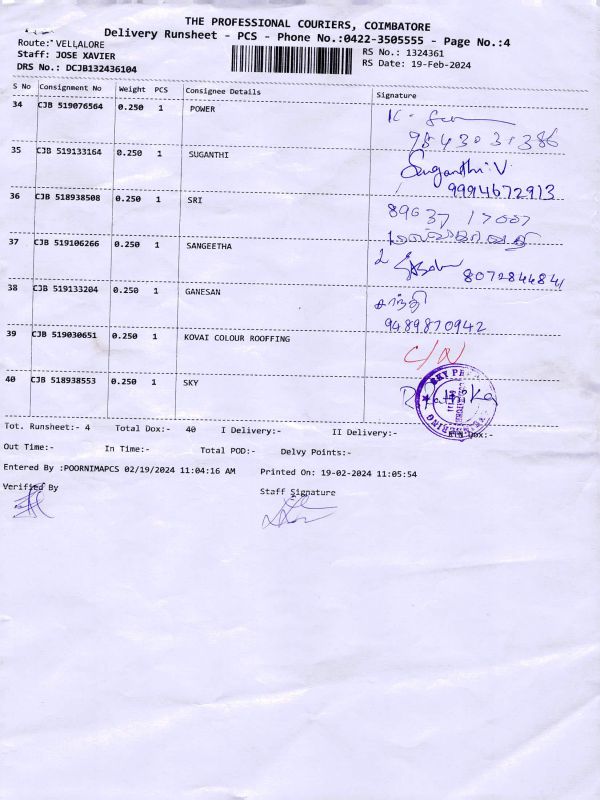 THE PROFESSIONAL COURIERS, COIMBATORE
Delivery Runsheet - PCS - Phone No.:0422-3505555 - Page No.:4
Route: VELLALORE
RS No.: 1324361
Staff: JOSE XAVIER
RS Date: 19-Feb-2024
DRS No.: DCJB132436104
S No Consignment No Weight PCS Consignee Details Signature
34 CJB 519076564 0.250 1 POWER
35 CJB 519133164 0.250 1 SUGANTHI Suganthi.V
9994672913
36 CJB 518938508 0.250 1 SRI 89637 17007
37 CJB 519106266 0.250 1 SANGEETHA
8072844841
38 CJB 519133204 0.250 1 GANESAN சாந்தி
9489870942
39 CJB 519030651 0.250 1 KOVAI COLOUR ROOFFING
40 CJB 518938553 0.250 1 SKY
Tot. Runsheet:- 4 Total Dox:- 40 I Delivery:- II Delivery:- Dox:-
Out Time:- In Time:- Total POD:- Delvy Points:-
Entered By :POORNIMAPCS 02/19/2024 11:04:16 AM Printed On: 19-02-2024 11:05:54
Verified By
Staff Signature